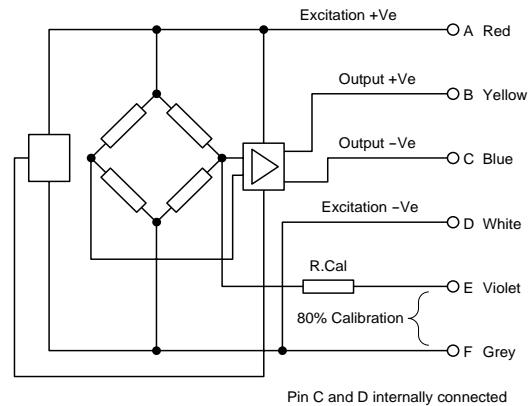 Excitation +Ve
A Red
Output +Ve
B Yellow
Output −Ve
C Blue
Excitation −Ve
D White
R.Cal
E Violet
80% Calibration
F Grey
Pin C and D internally connected